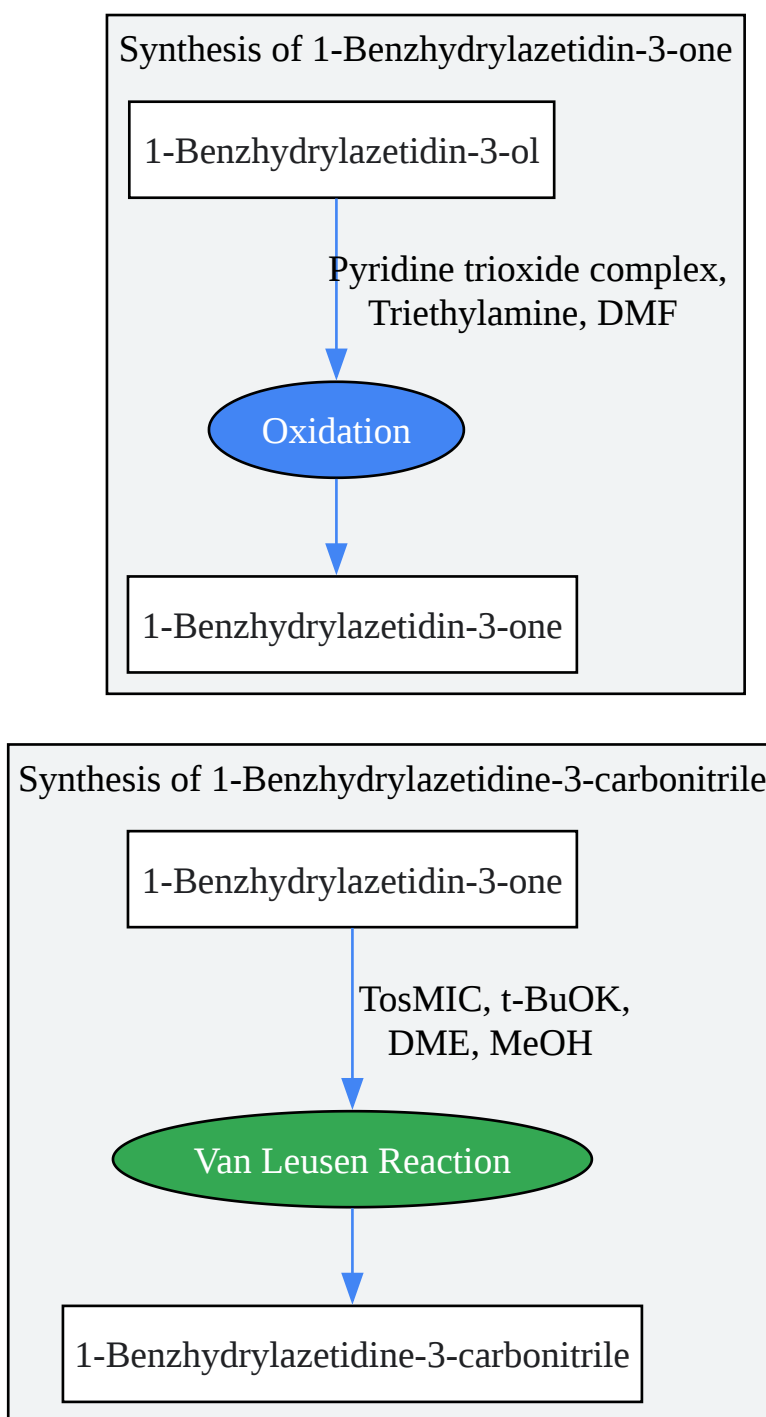 Synthesis of 1-Benzhydrylazetidin-3-one
1-Benzhydrylazetidin-3-ol
Pyridine trioxide complex,
Triethylamine, DMF
Oxidation
1-Benzhydrylazetidin-3-one
Synthesis of 1-Benzhydrylazetidine-3-carbonitrile
1-Benzhydrylazetidin-3-one
TosMIC, t-BuOK,
DME, MeOH
Van Leusen Reaction
1-Benzhydrylazetidine-3-carbonitrile